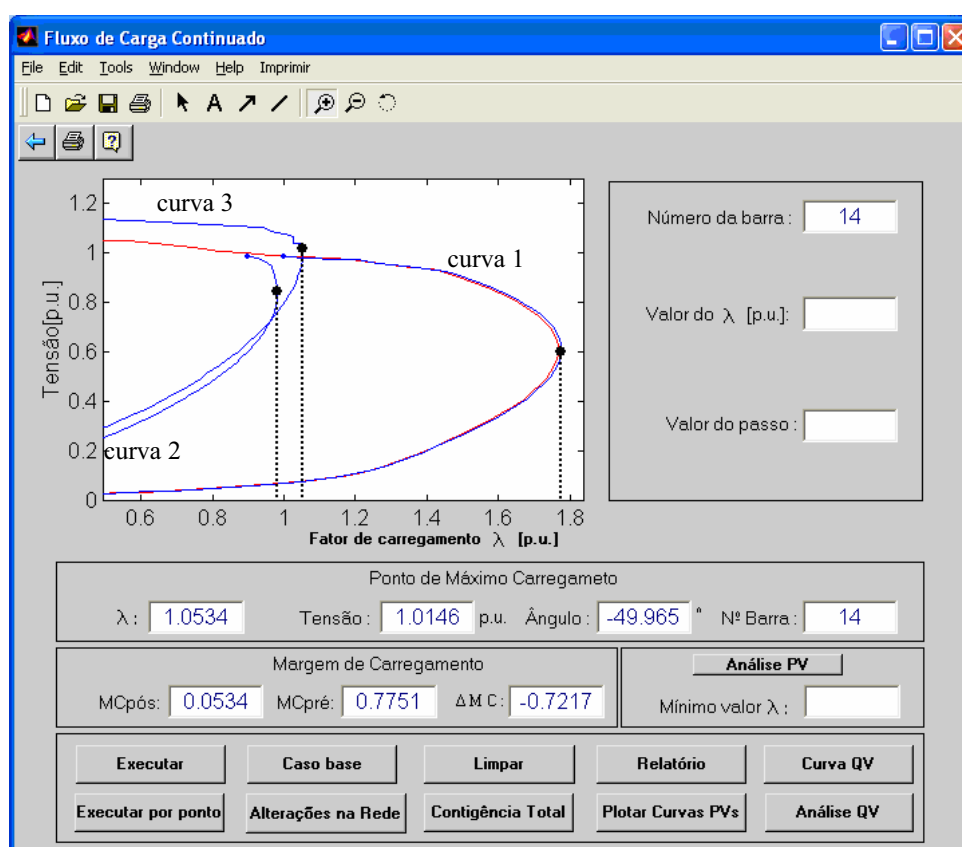 Fluxo de Carga Continuado
File Edit Tools Window Help Imprimir
A
?
1.2
1
0.8
0.6
0.4
0.2
0
Tensão[p.u.]
curva 3
curva 1
curva 2
0.6 0.8 1 1.2 1.4 1.6 1.8
Fator de carregamento λ [p.u.]
Número da barra : 14
Valor do λ [p.u.]:
Valor do passo :
Ponto de Máximo Carregameto
λ : 1.0534 Tensão : 1.0146 p.u. Ângulo : -49.965 ° Nº Barra : 14
Margem de Carregamento
MCpós: 0.0534 MCpré: 0.7751 Δ M C : -0.7217
Análise PV
Mínimo valor λ :
Executar Caso base Limpar Relatório Curva QV
Executar por ponto Alterações na Rede Contigência Total Plotar Curvas PVs Análise QV